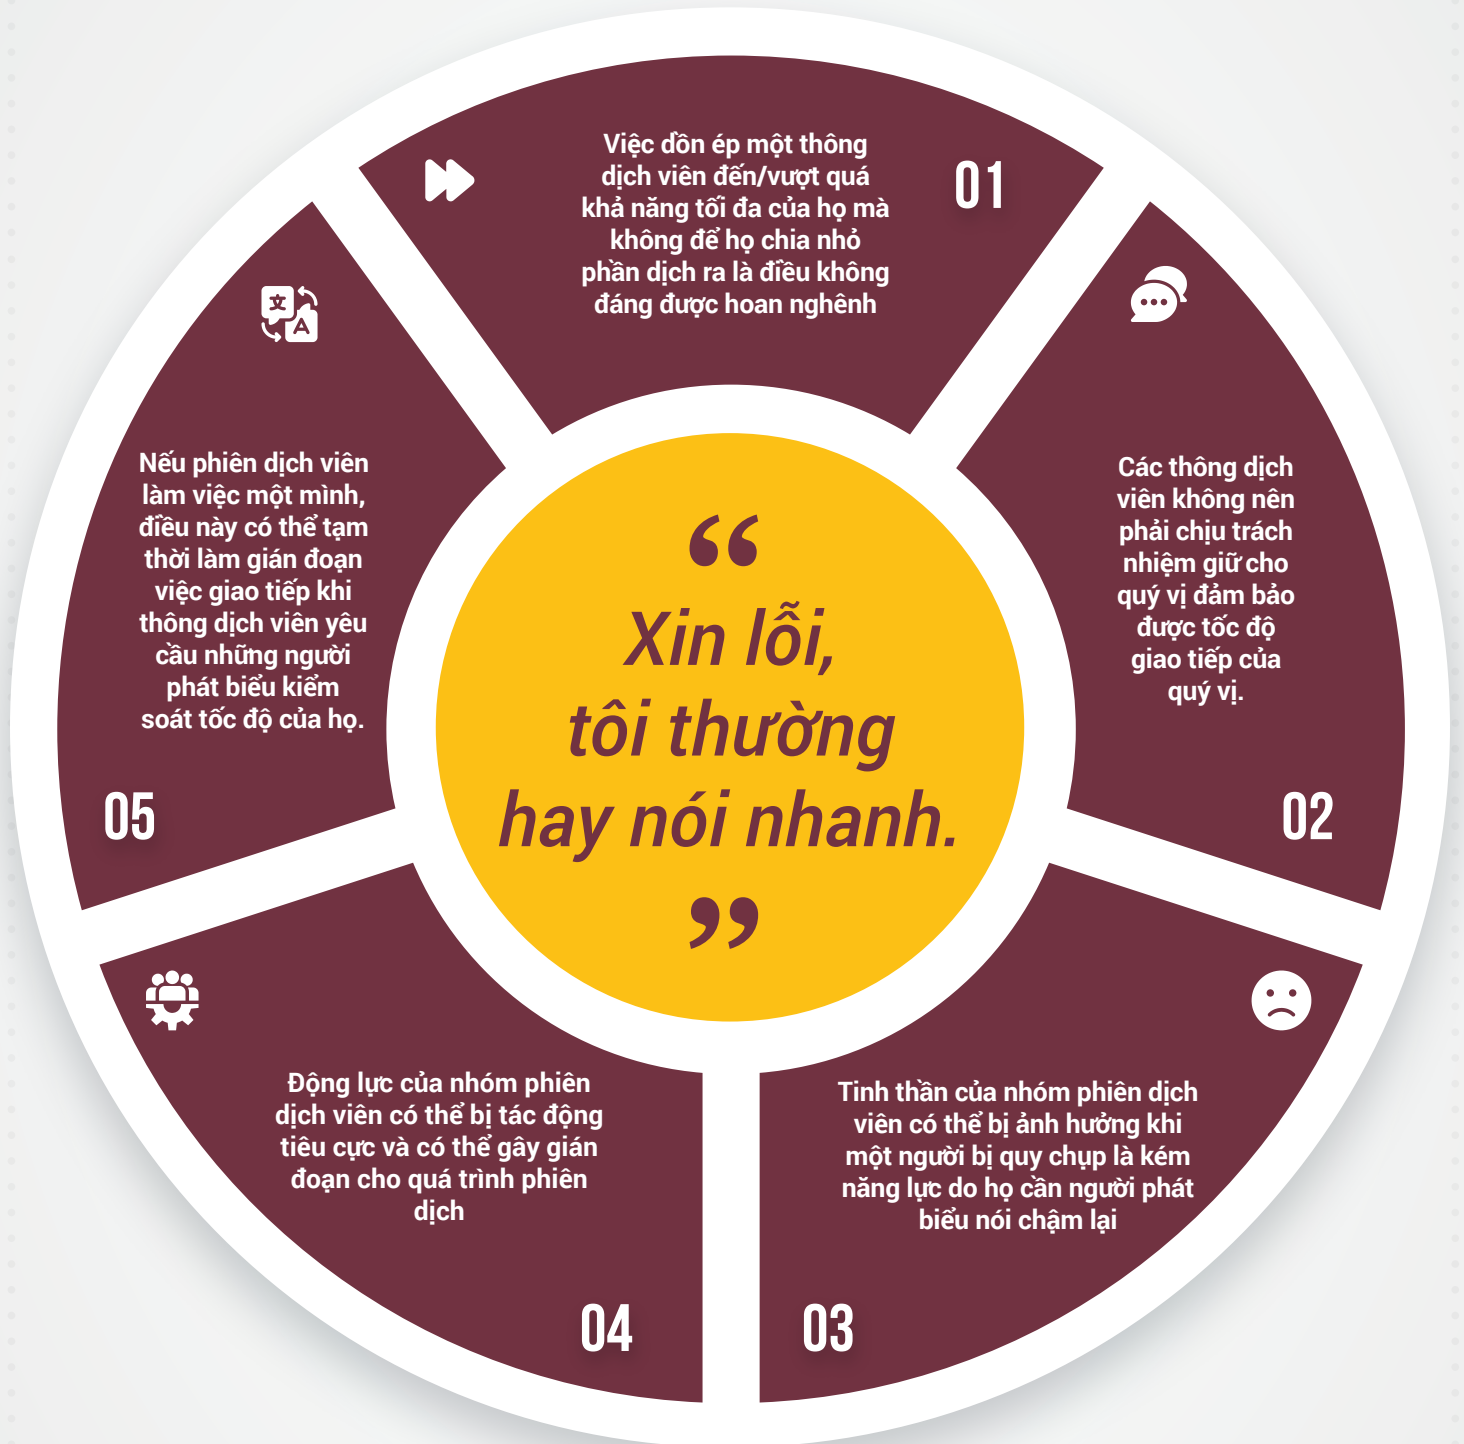 Việc dồn ép một thông
dịch viên đến/vượt quá
khả năng tối đa của họ mà
không để họ chia nhỏ
phần dịch ra là điều không
đáng được hoan nghênh
01
Các thông dịch
viên không nên
phải chịu trách
nhiệm giữ cho
quý vị đảm bảo
được tốc độ
giao tiếp của
quý vị.
02
Tinh thần của nhóm phiên dịch
viên có thể bị ảnh hưởng khi
một người bị quy chụp là kém
năng lực do họ cần người phát
biểu nói chậm lại
03
Động lực của nhóm phiên
dịch viên có thể bị tác động
tiêu cực và có thể gây gián
đoạn cho quá trình phiên
dịch
04
文
A
Nếu phiên dịch viên
làm việc một mình,
điều này có thể tạm
thời làm gián đoạn
việc giao tiếp khi
thông dịch viên yêu
cầu những người
phát biểu kiểm
soát tốc độ của họ.
05
“
Xin lỗi,
tôi thường
hay nói nhanh.
”